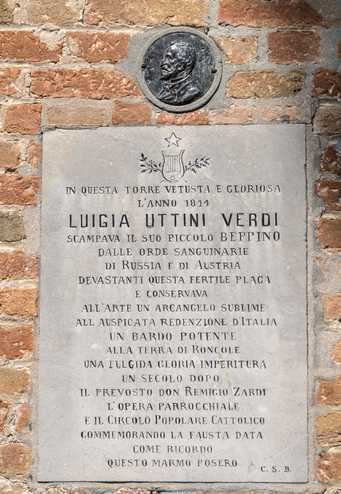 IN QUESTA TORRE VETUSTA E GLORIOSA
L'ANNO 1814
LUIGIA UTTINI VERDI
SCAMPAVA IL SUO PICCOLO BEPPINO
DALLE ORDE SANGUINARIE
DI RUSSIA E DI AUSTRIA
DEVASTANTI QUESTA FERTILE PLAGA
E CONSERVAVA
ALL'ARTE UN ARCANGELO SUBLIME
ALL AUSPICATA REDENZIONE D'ITALIA
UN BARDO POTENTE
ALLA TERRA DI RONCOLE
UNA FULGIDA GLORIA IMPERITURA
UN SECOLO DOPO
IL PREVOSTO DON REMIGIO ZARDI
L'OPERA PARROCCHIALE
E IL CIRCOLO POPOLARE CATTOLICO
COMMEMORANDO LA FAUSTA DATA
COME RICORDO
QUESTO MARMO POSERO
C. S. B.